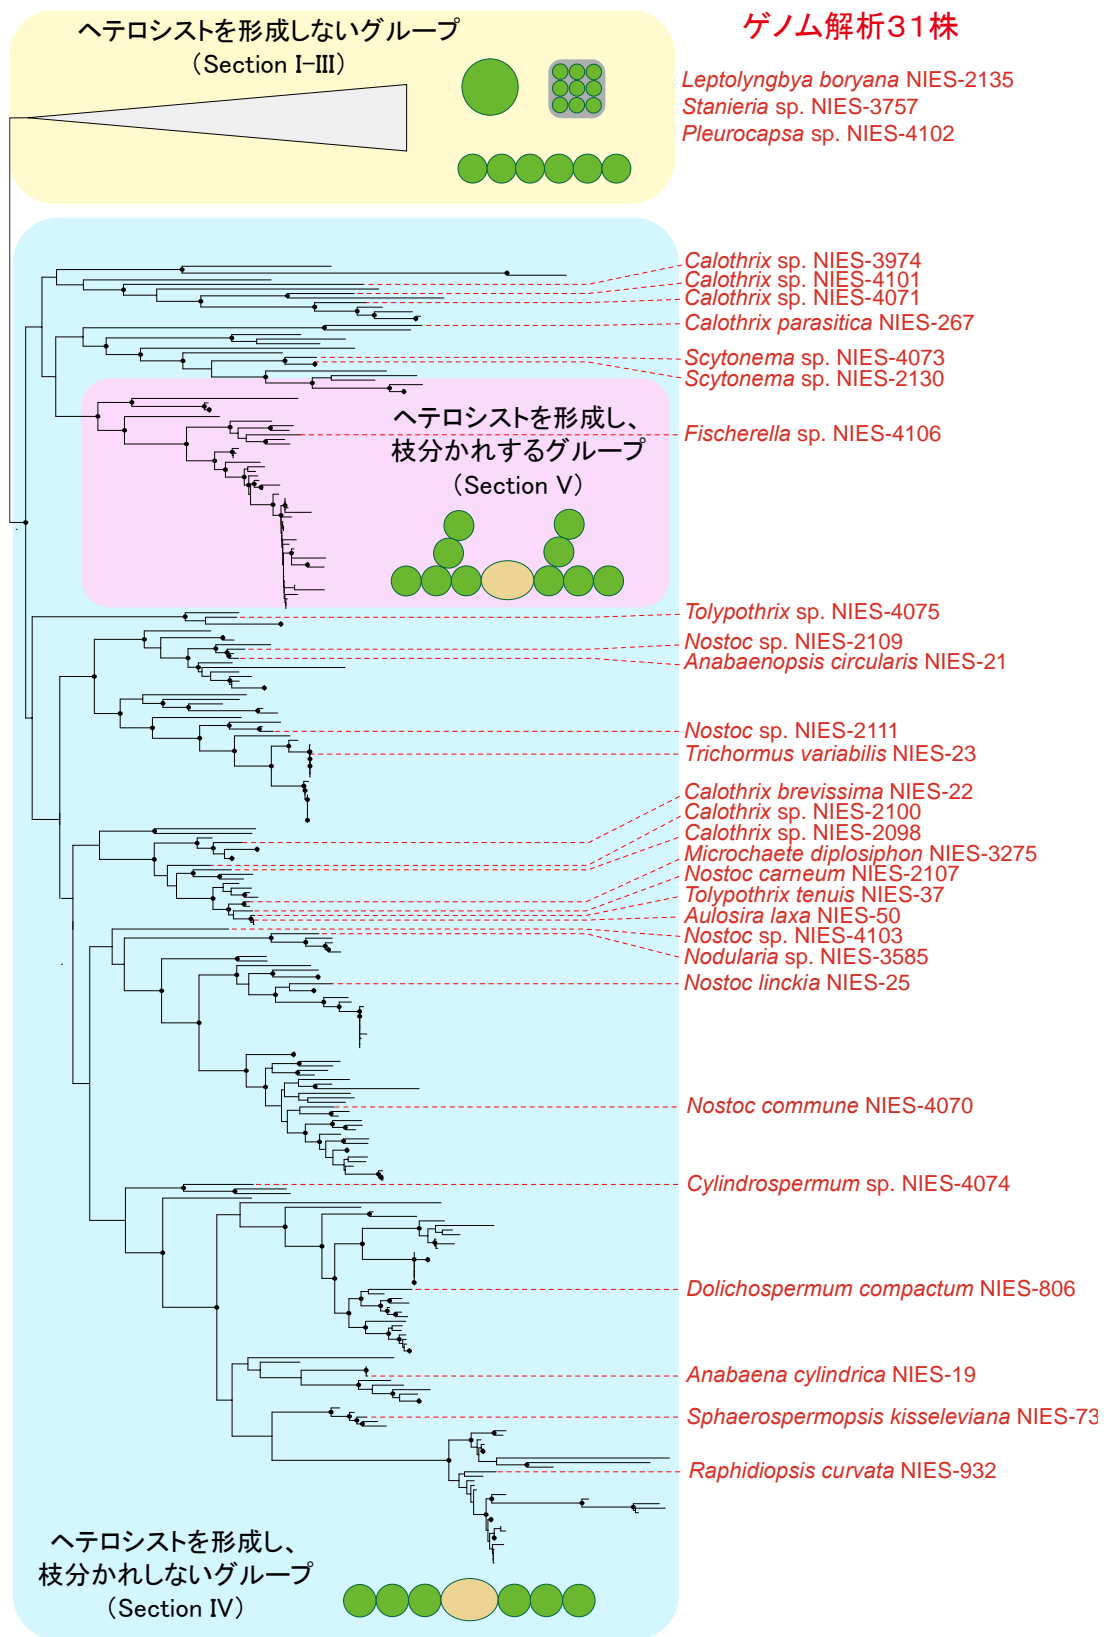 ヘテロシストを形成しないグループ
（Section I-III）
ゲノム解析３１株
Leptolyngbya boryana NIES-2135
Stanieria sp. NIES-3757
Pleurocapsa sp. NIES-4102
Calothrix sp. NIES-3974
Calothrix sp. NIES-4101
Calothrix sp. NIES-4071
Calothrix parasitica NIES-267
Scytonema sp. NIES-4073
Scytonema sp. NIES-2130
ヘテロシストを形成し、
枝分かれするグループ
（Section V）
Fischerella sp. NIES-4106
Tolypothrix sp. NIES-4075
Nostoc sp. NIES-2109
Anabaenopsis circularis NIES-21
Nostoc sp. NIES-2111
Trichormus variabilis NIES-23
Calothrix brevissima NIES-22
Calothrix sp. NIES-2100
Calothrix sp. NIES-2098
Microchaete diplosiphon NIES-3275
Nostoc carneum NIES-2107
Tolypothrix tenuis NIES-37
Aulosira laxa NIES-50
Nostoc sp. NIES-4103
Nodularia sp. NIES-3585
Nostoc linckia NIES-25
Nostoc commune NIES-4070
Cylindrospermum sp. NIES-4074
Dolichospermum compactum NIES-806
Anabaena cylindrica NIES-19
Sphaerospermopsis kisseleviana NIES-73
Raphidiopsis curvata NIES-932
ヘテロシストを形成し、
枝分かれしないグループ
（Section IV）